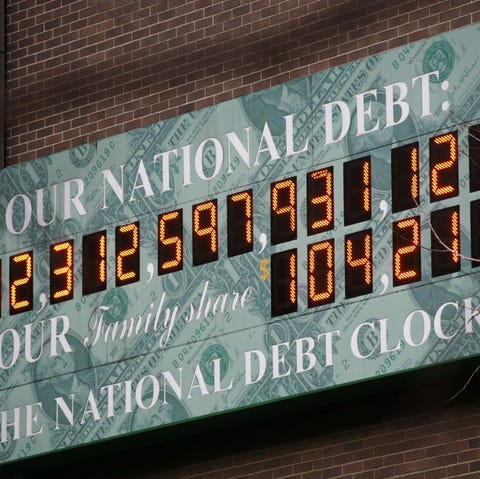 OUR NATIONAL DEBT:
2,312,597,931,12
OUR Family share $104,21
HE NATIONAL DEBT CLOCK